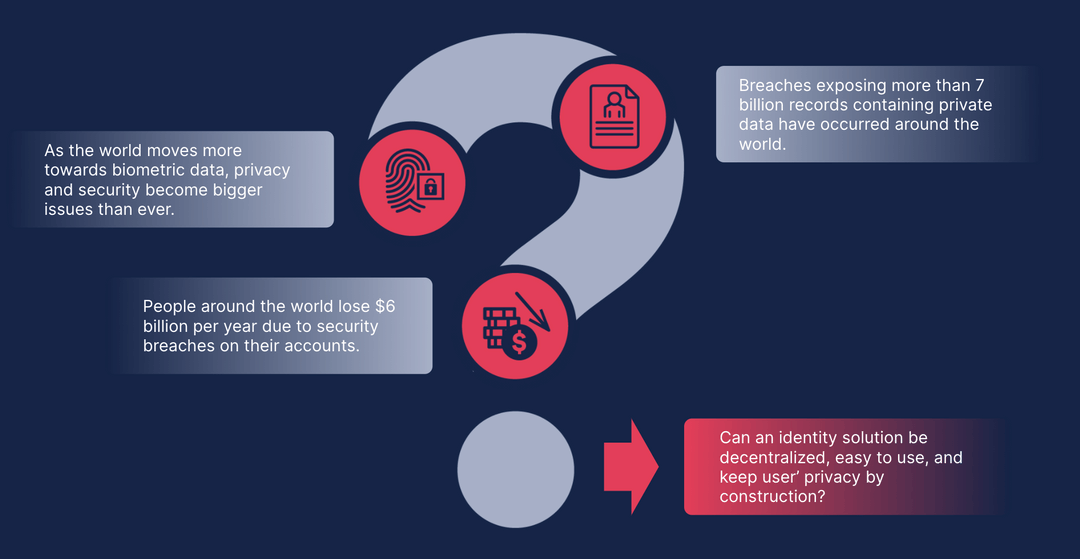 As the world moves more
towards biometric data, privacy
and security become bigger
issues than ever.
Breaches exposing more than 7
billion records containing private
data have occurred around the
world.
People around the world lose $6
billion per year due to security
breaches on their accounts.
$
Can an identity solution be
decentralized, easy to use, and
keep user’ privacy by
construction?